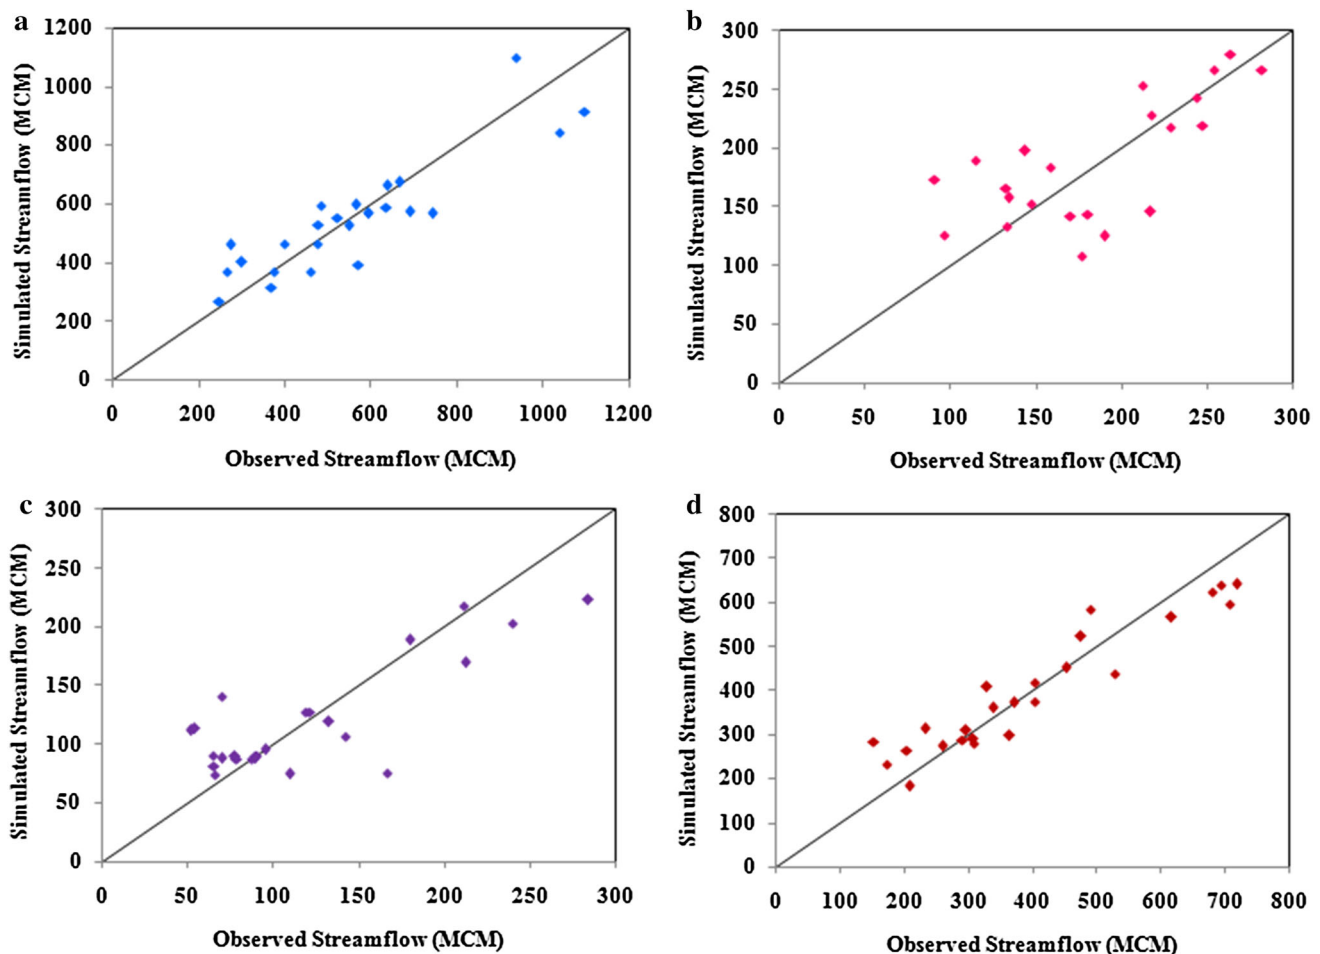 a
1200
1000
800
600
400
200
0
Simulated Streamflow (MCM)
0 200 400 600 800 1000 1200
Observed Streamflow (MCM)
b
300
250
200
150
100
50
0
Simulated Streamflow (MCM)
0 50 100 150 200 250 300
Observed Streamflow (MCM)
c
300
250
200
150
100
50
0
Simulated Streamflow (MCM)
0 50 100 150 200 250 300
Observed Streamflow (MCM)
d
800
700
600
500
400
300
200
100
0
Simulated Streamflow (MCM)
0 100 200 300 400 500 600 700 800
Observed Streamflow (MCM)